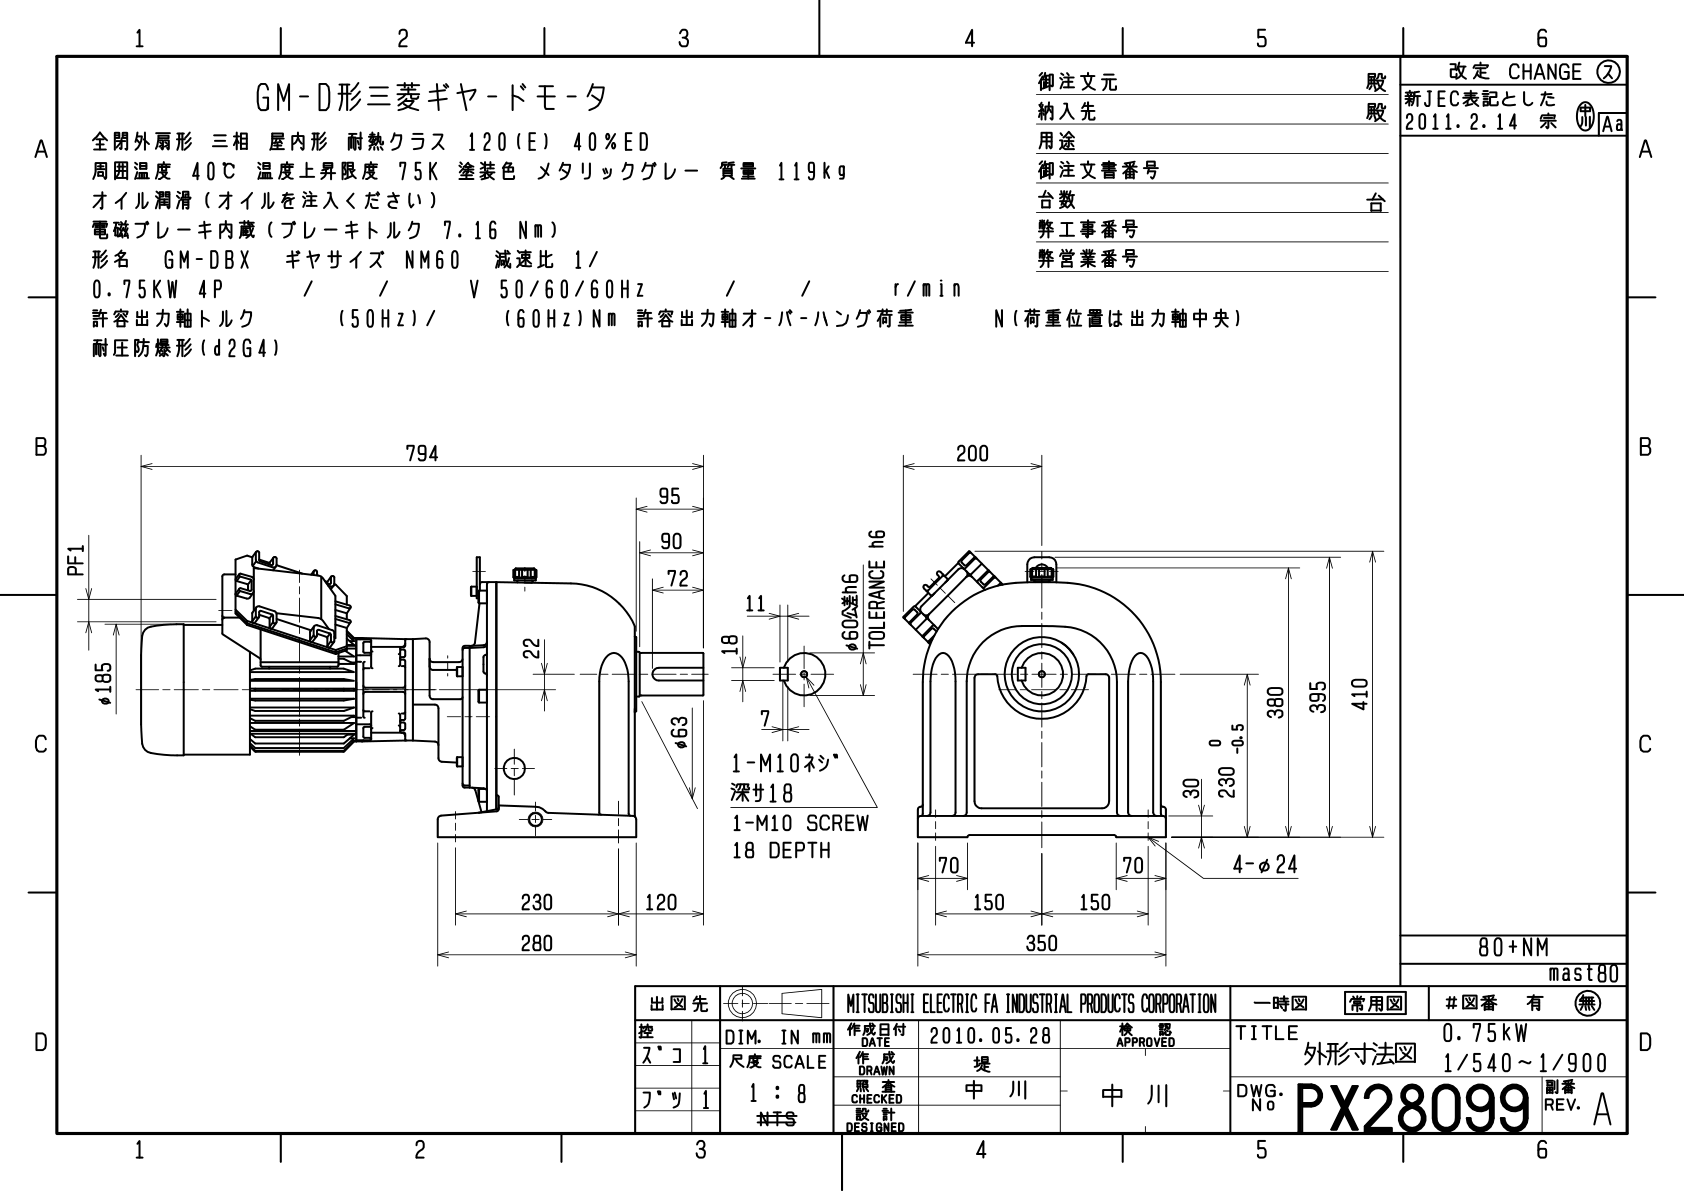 1 2 3 4 5 6
A A
B B
C C
D D
GM-D形三菱ギヤードモータ
全閉外扇形 三相 屋内形 耐熱クラス 120(E) 40%ED
周囲温度 40℃ 温度上昇限度 75K 塗装色 メタリックグレー 質量 119kg
オイル潤滑(オイルを注入ください)
電磁ブレーキ内蔵(ブレーキトルク 7.16 Nm)
形名 GM-DBX ギヤサイズ NM60 減速比 1/
0.75KW 4P / / V 50/60/60Hz / / r/min
許容出力軸トルク (50Hz)/ (60Hz)Nm 許容出力軸オーバーハング荷重 N(荷重位置は出力軸中央)
耐圧防爆形(d2G4)
御注文元 殿
納入先 殿
用途
御注文書番号
台数 台
弊工事番号
弊営業番号
改定 CHANGE ス
新JEC表記とした
2011.2.14 宗 中川 Aa
794
95
90
72
PF1
φ185
22
φ63
230
120
280
11
18
7
φ60公差h6
TOLERANCE h6
1-M10ネジ
深サ18
1-M10 SCREW
18 DEPTH
200
380
395
410
0
230 -0.5
30
4-φ24
70 70
150 150
350
80+NM
mast80
出図先
控
ズコ 1
ブツ 1
DIM. IN mm
尺度 SCALE
1 : 8
NTS
MITSUBISHI ELECTRIC FA INDUSTRIAL PRODUCTS CORPORATION
作成日付 DATE 2010.05.28
作成 DRAWN 堤
照査 CHECKED 中川
設計 DESIGNED
検認 APPROVED
中川
一時図 常用図 #図番 有 無
TITLE 外形寸法図
0.75kW
1/540~1/900
DWG. No PX28099
副番 REV. A
1 2 3 4 5 6